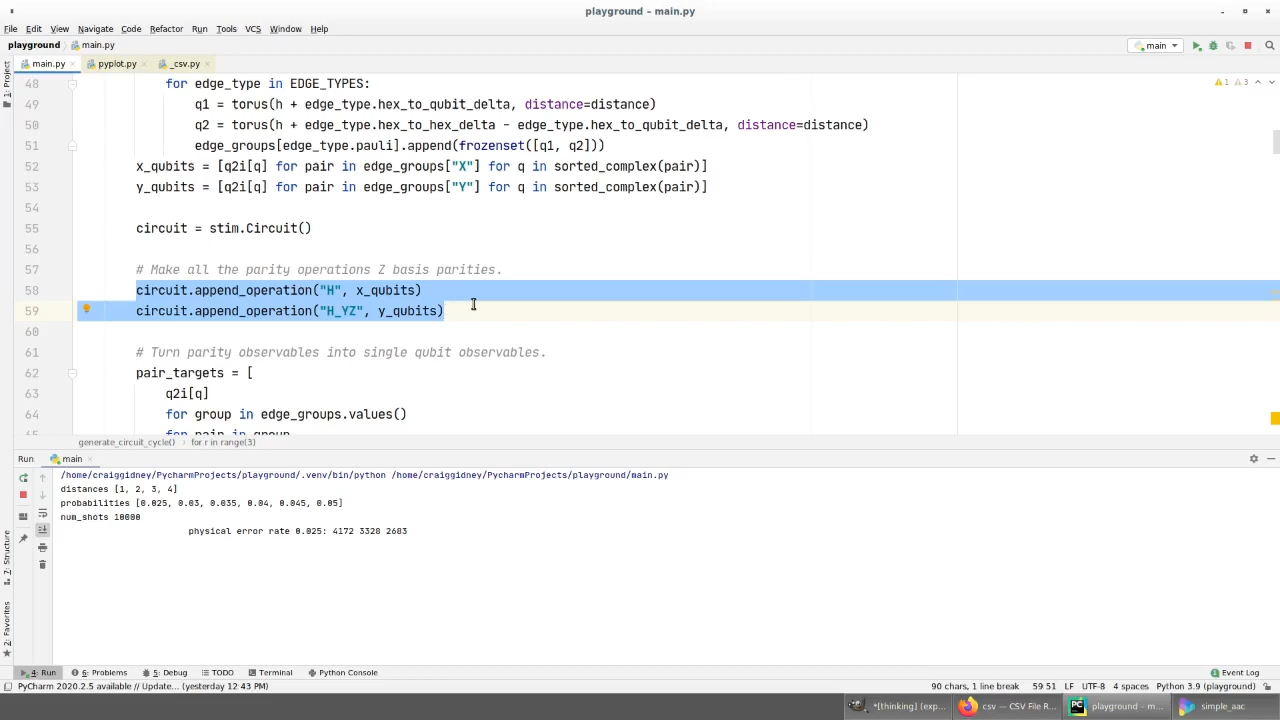 playground – main.py
File Edit View Navigate Code Refactor Run Tools VCS Window Help
playground main.py main
main.py pyplot.py _csv.py
1: Project
1 3
48 for edge_type in EDGE_TYPES:
49 q1 = torus(h + edge_type.hex_to_qubit_delta, distance=distance)
50 q2 = torus(h + edge_type.hex_to_hex_delta - edge_type.hex_to_qubit_delta, distance=distance)
51 edge_groups[edge_type.pauli].append(frozenset([q1, q2]))
52 x_qubits = [q2i[q] for pair in edge_groups["X"] for q in sorted_complex(pair)]
53 y_qubits = [q2i[q] for pair in edge_groups["Y"] for q in sorted_complex(pair)]
54
55 circuit = stim.Circuit()
56
57 # Make all the parity operations Z basis parities.
58 circuit.append_operation("H", x_qubits)
59 circuit.append_operation("H_YZ", y_qubits)
60
61 # Turn parity observables into single qubit observables.
62 pair_targets = [
63 q2i[q]
64 for group in edge_groups.values()
65 for pair in group
generate_circuit_cycle() › for r in range(3)
Run: main
/home/craiggidney/PycharmProjects/playground/.venv/bin/python /home/craiggidney/PycharmProjects/playground/main.py
distances [1, 2, 3, 4]
probabilities [0.025, 0.03, 0.035, 0.04, 0.045, 0.05]
num_shots 10000
physical error rate 0.025: 4172 3328 2683
7: Structure
2: Favorites
4: Run 6: Problems 5: Debug TODO Terminal Python Console Event Log
PyCharm 2020.2.5 available // Update... (yesterday 12:43 PM) 90 chars, 1 line break 59:51 LF UTF-8 4 spaces Python 3.9 (playground)
*[thinking] (exp... csv — CSV File R... playground – m... simple_aac